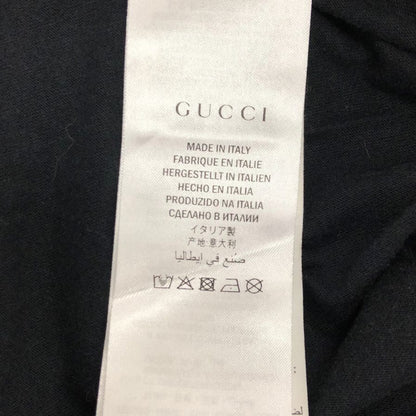 GUCCI
MADE IN ITALY
FABRIQUE EN ITALIE
HERGESTELLT IN ITALIEN
HECHO EN ITALIA
PRODUZIDO NA ITALIA
СДЕЛАНО В ИТАЛИИ
イタリア製
产地 意大利
صنع في إيطاليا